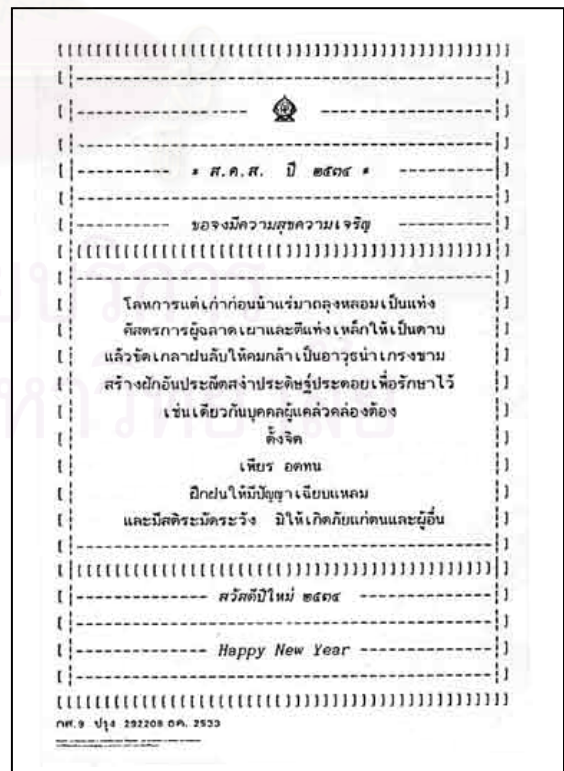 * ส.ค.ส. ปี ๒๕๓๔ *
ขอจงมีความสุขความเจริญ
โลหการแต่เก่าก่อนนำแร่มาถลุงหลอมเป็นแท่ง
ศัสตรการผู้ฉลาดเผาและตีแท่งเหล็กให้เป็นดาบ
แล้วขัดเกลาฝนลับให้คมกล้าเป็นอาวุธน่าเกรงขาม
สร้างฝักอันประณีตสง่าประดิษฐ์ประดอยเพื่อรักษาไว้
เช่นเดียวกันบุคคลผู้แคล่วคล่องต้อง
ตั้งจิต
เพียร อดทน
ฝึกฝนให้มีปัญญาเฉียบแหลม
และมีสติระมัดระวัง มิให้เกิดภัยแก่ตนและผู้อื่น
สวัสดีปีใหม่ ๒๕๓๔
Happy New Year
กศ.9 ปรุ4 292208 ธค. 2533